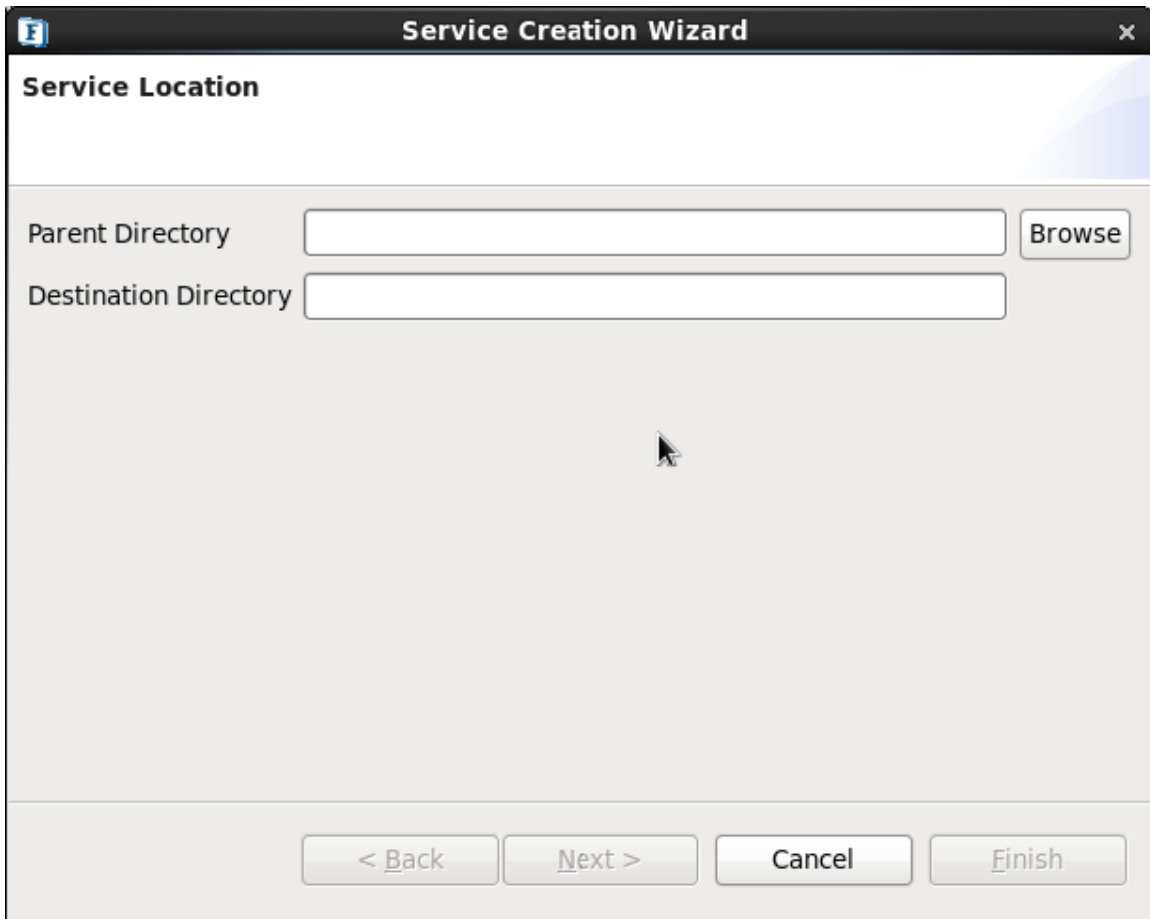 Service Creation Wizard
Service Location
Parent Directory Browse
Destination Directory
< Back Next > Cancel Finish